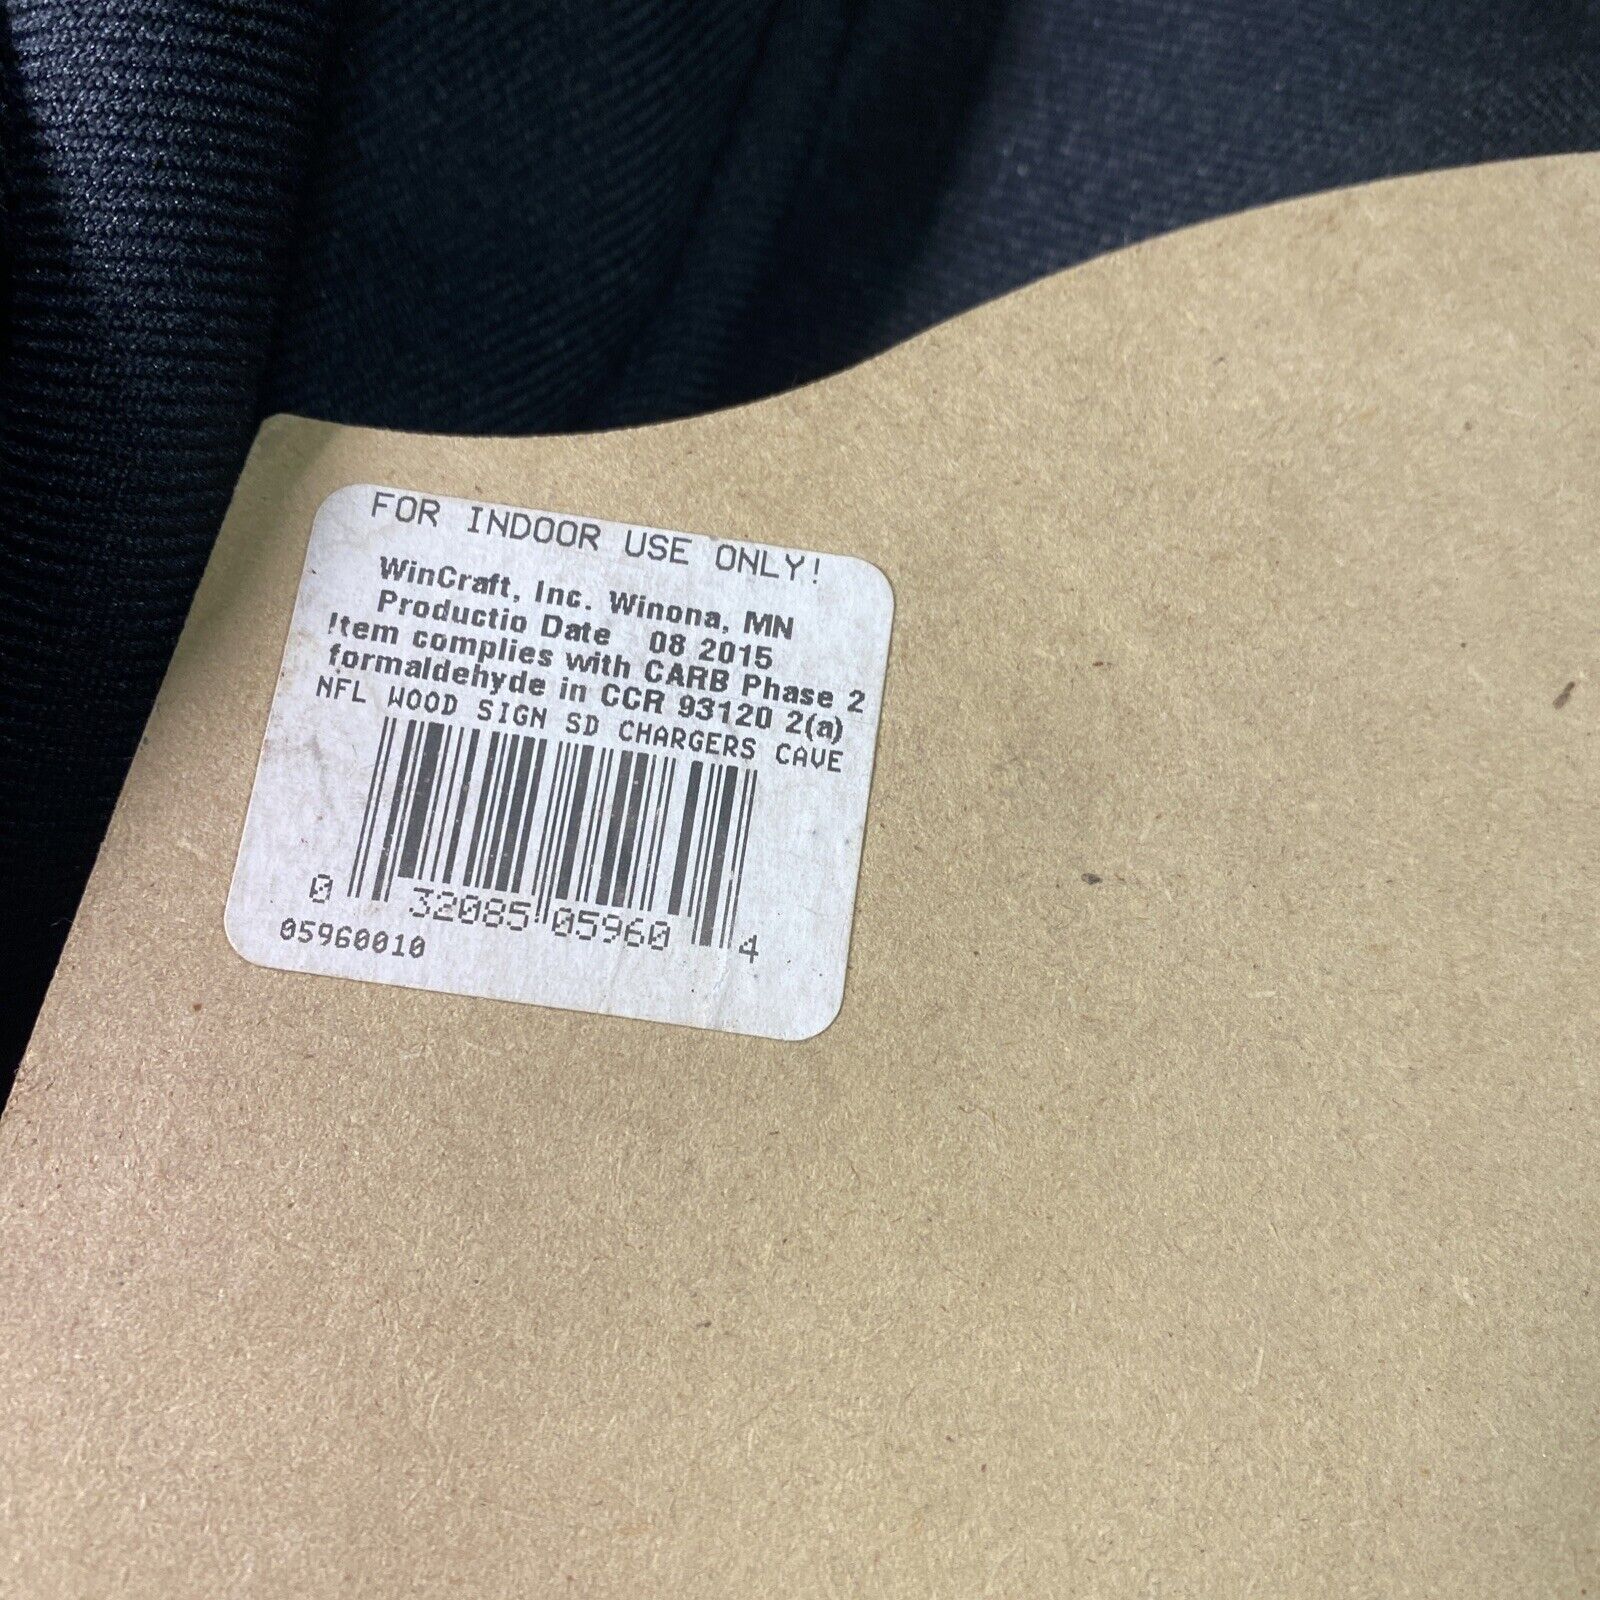 FOR INDOOR USE ONLY!
WinCraft, Inc. Winona, MN
Productio Date 08 2015
Item complies with CARB Phase 2
formaldehyde in CCR 93120 2(a)
NFL WOOD SIGN SD CHARGERS CAVE
0 32085 05960 4
05960010